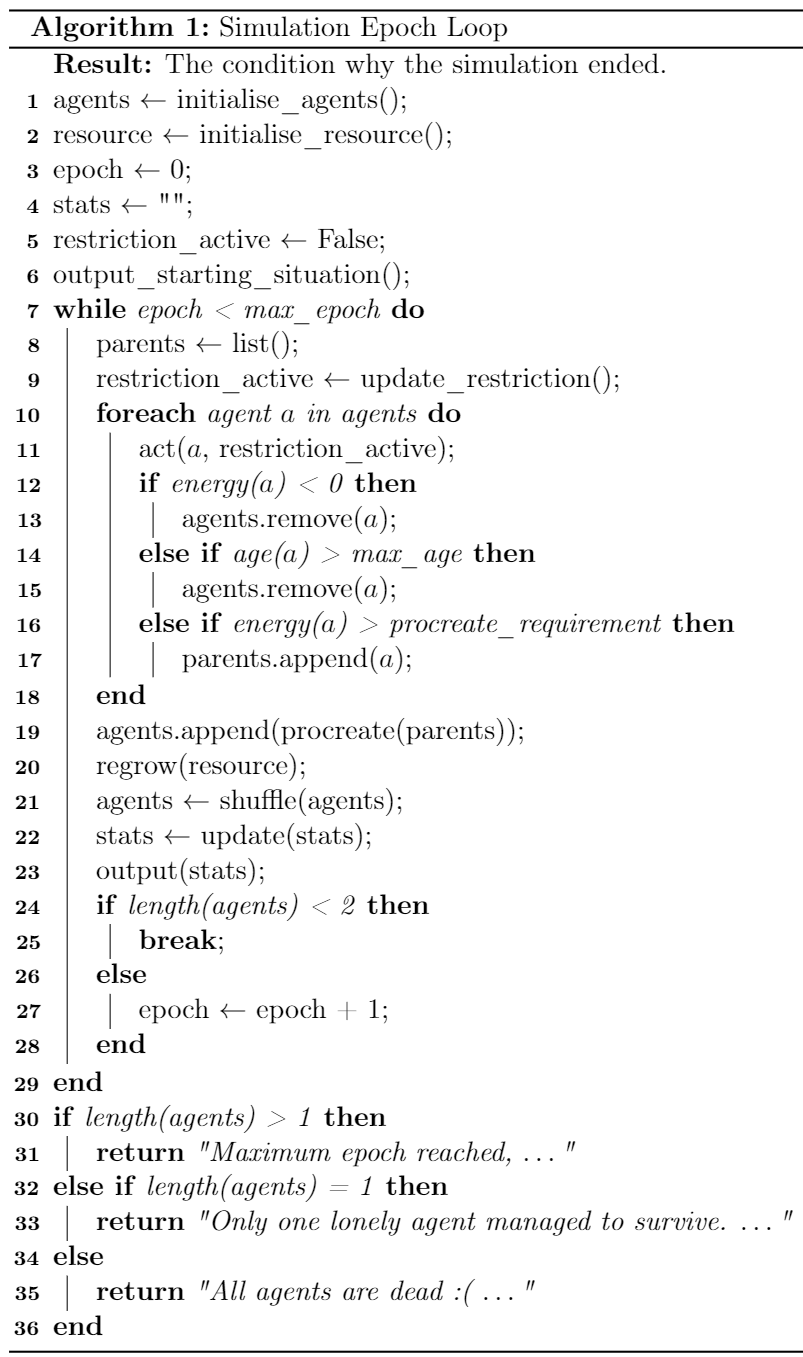 Algorithm 1: Simulation Epoch Loop
Result: The condition why the simulation ended.
1 agents ← initialise_agents();
2 resource ← initialise_resource();
3 epoch ← 0;
4 stats ← "";
5 restriction_active ← False;
6 output_starting_situation();
7 while epoch < max_epoch do
8 parents ← list();
9 restriction_active ← update_restriction();
10 foreach agent a in agents do
11 act(a, restriction_active);
12 if energy(a) < 0 then
13 agents.remove(a);
14 else if age(a) > max_age then
15 agents.remove(a);
16 else if energy(a) > procreate_requirement then
17 parents.append(a);
18 end
19 agents.append(procreate(parents));
20 regrow(resource);
21 agents ← shuffle(agents);
22 stats ← update(stats);
23 output(stats);
24 if length(agents) < 2 then
25 break;
26 else
27 epoch ← epoch + 1;
28 end
29 end
30 if length(agents) > 1 then
31 return "Maximum epoch reached, ... "
32 else if length(agents) = 1 then
33 return "Only one lonely agent managed to survive. ... "
34 else
35 return "All agents are dead :( ... "
36 end